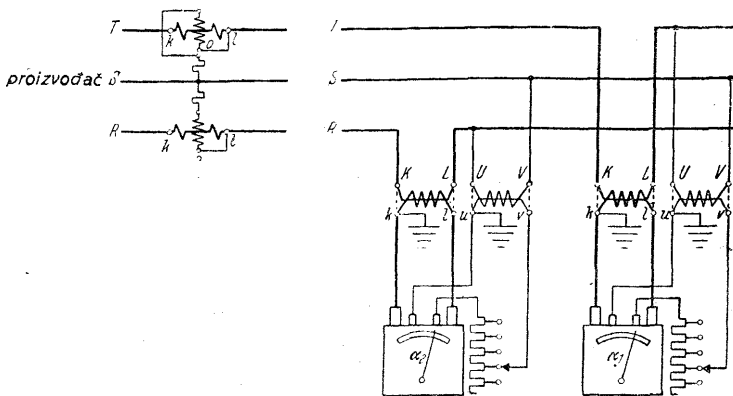 T k o l T
proizvođač S S
R k l R
K L U V K L U V
k l u v k l u v
α2 α1